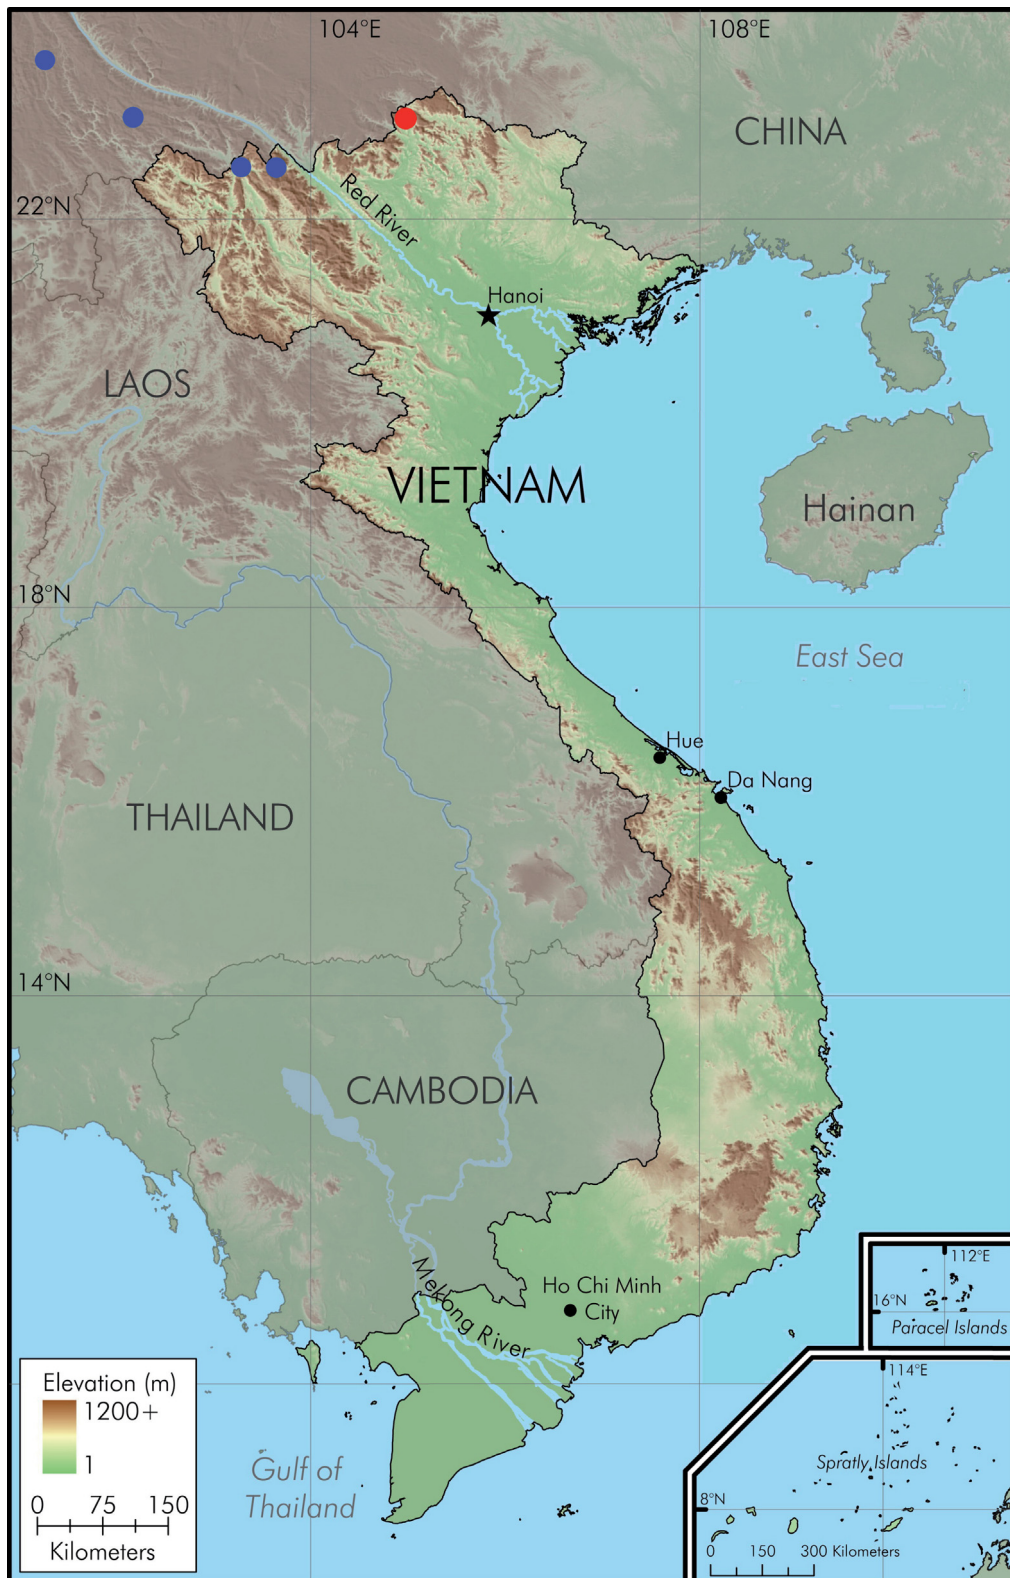 104°E
108°E
CHINA
22°N
Red River
Hanoi
LAOS
VIETNAM
Hainan
18°N
East Sea
Hue
Da Nang
THAILAND
14°N
CAMBODIA
Mekong River
Ho Chi Minh
City
112°E
16°N
Paracel Islands
114°E
Spratly Islands
8°N
0 150 300 Kilometers
Gulf of
Thailand
Elevation (m)
1200+
1
0 75 150
Kilometers